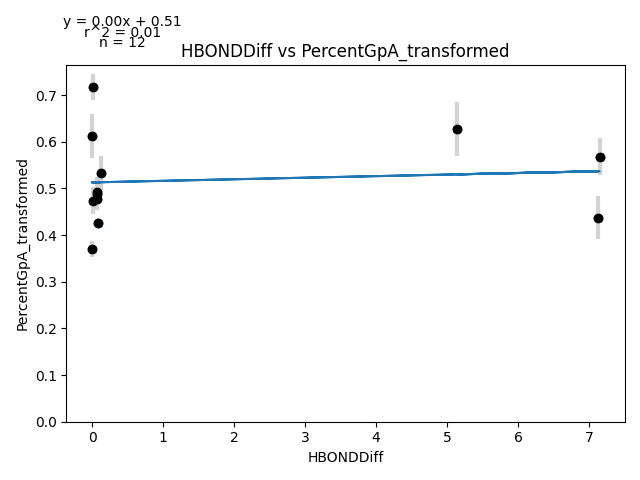 y = 0.00x + 0.51
r^2 = 0.01
n = 12
HBONDDiff vs PercentGpA_transformed
PercentGpA_transformed
0.7
0.6
0.5
0.4
0.3
0.2
0.1
0.0
0 1 2 3 4 5 6 7
HBONDDiff